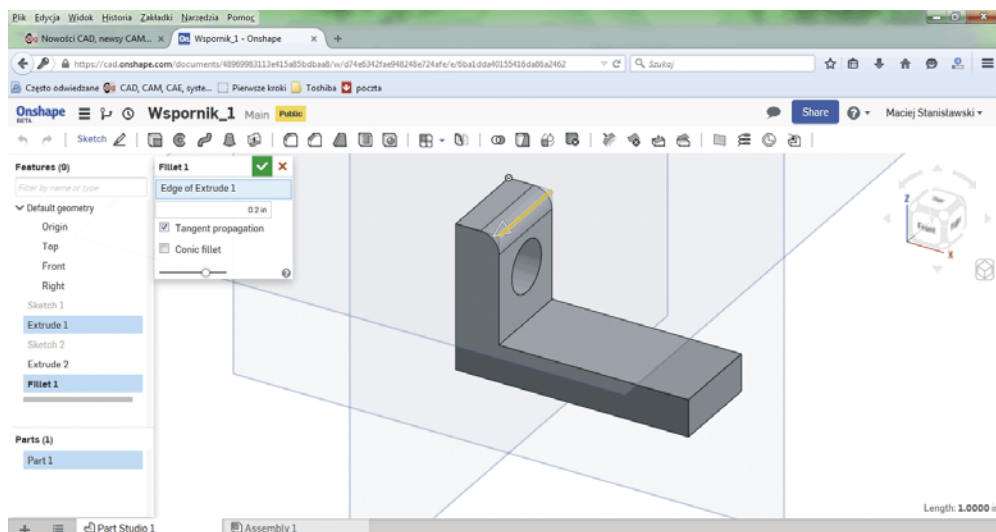 Plik Edycja Widok Historia Zakładki Narzędzia Pomoc
Nowości CAD, newsy CAM... × On Wspornik_1 - Onshape × +
https://cad.onshape.com/documents/ Szukaj
Często odwiedzane CAD, CAM, CAE, syste... Pierwsze kroki Toshiba poczta
Onshape BETA Wspornik_1 Main Public Share Maciej Stanisławski
Sketch
Features (9)
Filter by name or type
Default geometry
Origin
Top
Front
Right
Sketch 1
Extrude 1
Sketch 2
Extrude 2
Fillet 1
Parts (1)
Part 1
Fillet 1
Edge of Extrude 1
0.2 in
Tangent propagation
Conic fillet
Z
Front
X
Length: 1.0000
Part Studio 1 Assembly 1